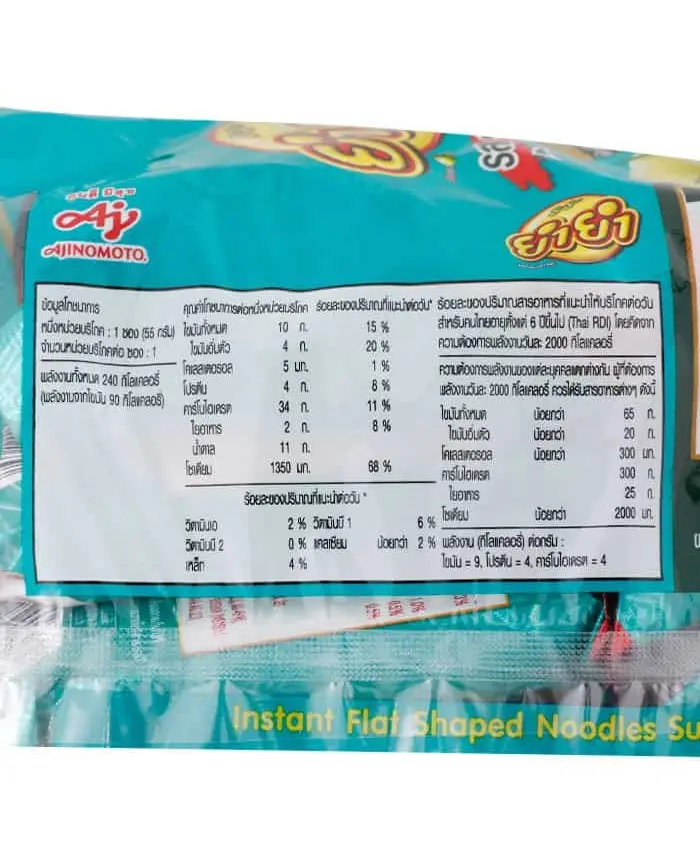 กินดี มีสุข
Aj
AJINOMOTO.
ยำยำ
ข้อมูลโภชนาการ
หนึ่งหน่วยบริโภค : 1 ซอง (55 กรัม)
จำนวนหน่วยบริโภคต่อ ซอง : 1
พลังงานทั้งหมด 240 กิโลแคลอรี่
(พลังงานจากไขมัน 90 กิโลแคลอรี่)
คุณค่าโภชนาการต่อหนึ่งหน่วยบริโภค ร้อยละของปริมาณที่แนะนำต่อวัน*
ไขมันทั้งหมด 10 ก. 15 %
ไขมันอิ่มตัว 4 ก. 20 %
โคเลสเตอรอล 5 มก. 1 %
โปรตีน 4 ก. 8 %
คาร์โบไฮเดรต 34 ก. 11 %
ใยอาหาร 2 ก. 8 %
น้ำตาล 11 ก.
โซเดียม 1350 มก. 68 %
ร้อยละของปริมาณที่แนะนำต่อวัน *
วิตามินเอ 2 % วิตามินบี 1 6 %
วิตามินบี 2 0 % แคลเซียม น้อยกว่า 2 %
เหล็ก 4 %
ร้อยละของปริมาณสารอาหารที่แนะนำให้บริโภคต่อวัน
สำหรับคนไทยอายุตั้งแต่ 6 ปีขึ้นไป (Thai RDI) โดยคิดจาก
ความต้องการพลังงานวันละ 2000 กิโลแคลอรี่
ความต้องการพลังงานของแต่ละบุคคลแตกต่างกัน ผู้ที่ต้องการ
พลังงานวันละ 2000 กิโลแคลอรี่ ควรได้รับสารอาหารต่างๆ ดังนี้
ไขมันทั้งหมด น้อยกว่า 65 ก.
ไขมันอิ่มตัว น้อยกว่า 20 ก.
โคเลสเตอรอล น้อยกว่า 300 มก.
คาร์โบไฮเดรต 300 ก.
ใยอาหาร 25 ก.
โซเดียม น้อยกว่า 2000 มก.
พลังงาน (กิโลแคลอรี่) ต่อกรัม :
ไขมัน = 9, โปรตีน = 4, คาร์โบไฮเดรต = 4
Instant Flat Shaped Noodles Su